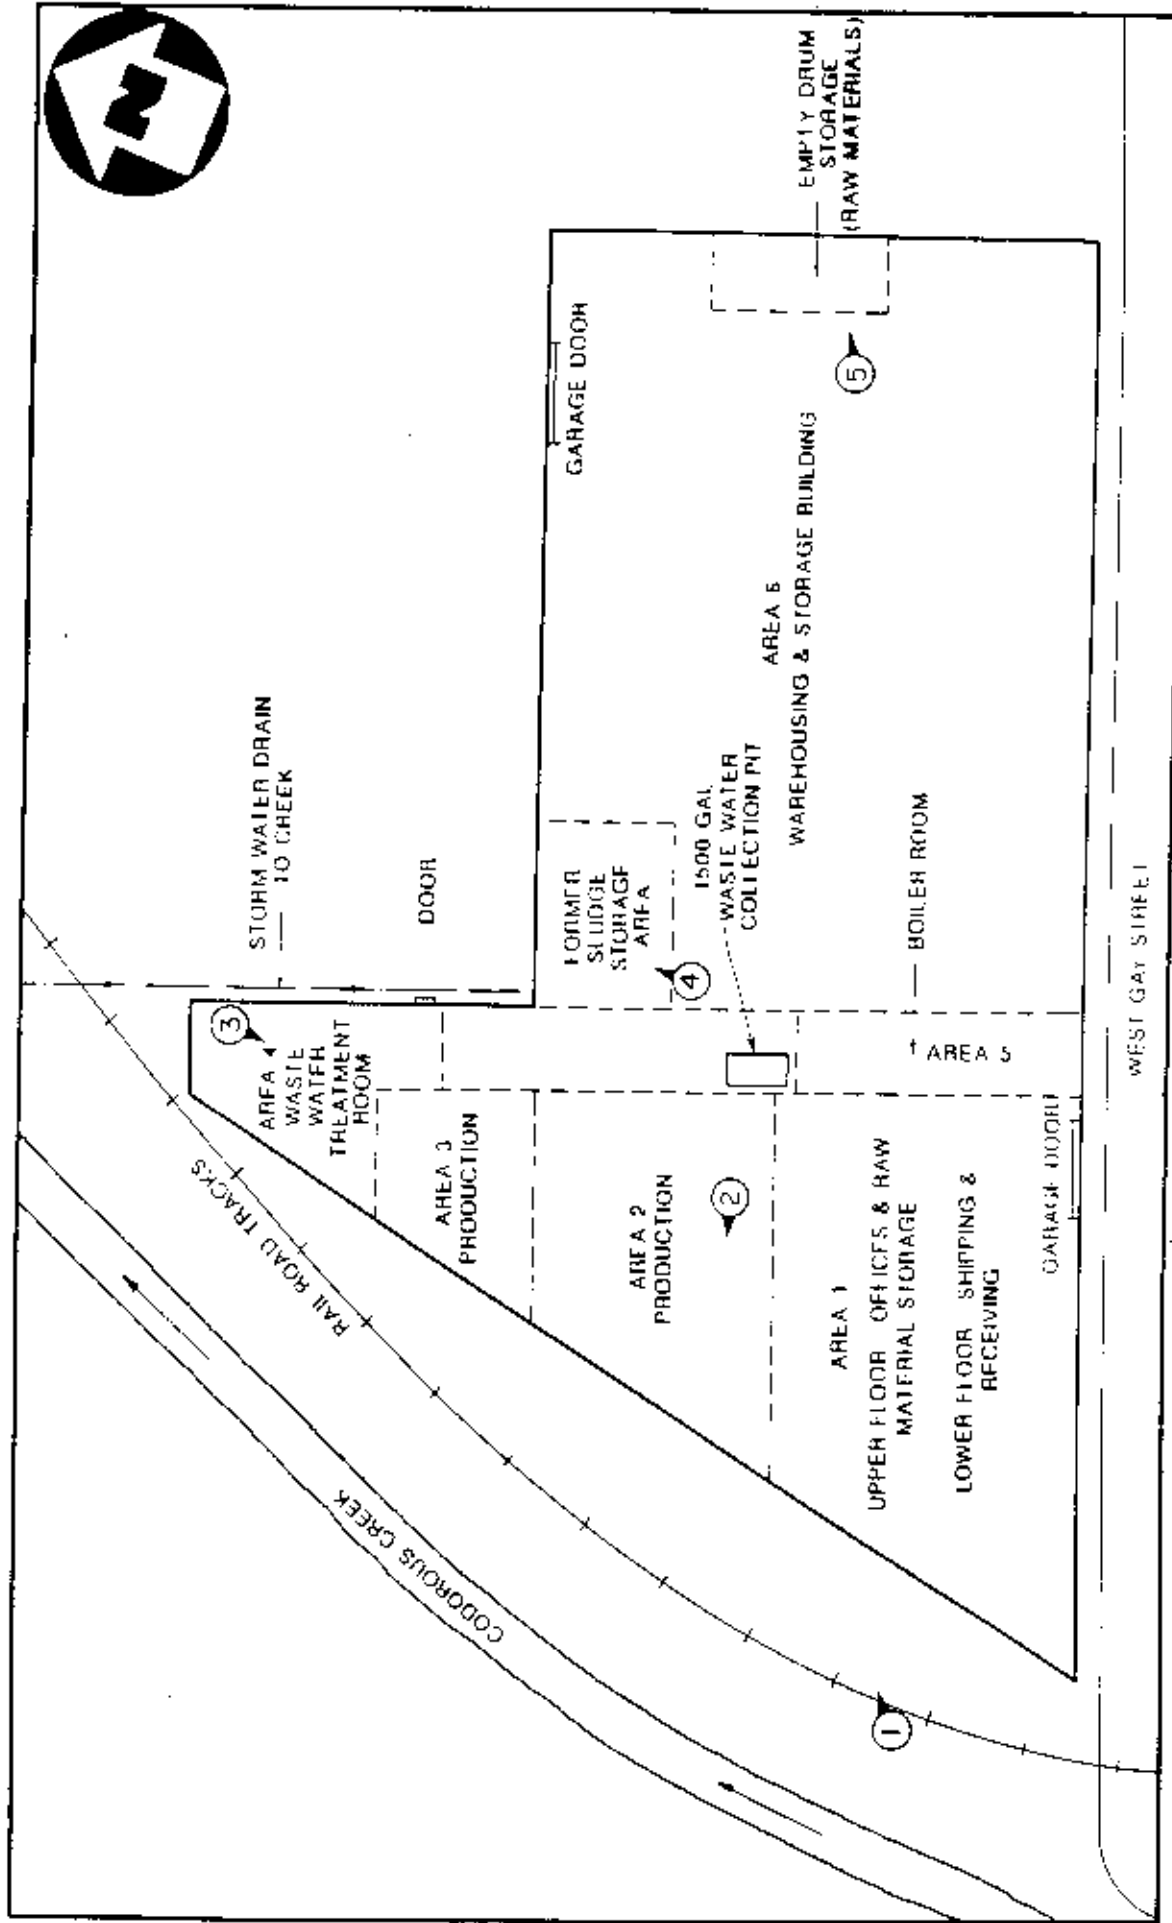 N
STORM WATER DRAIN
TO CREEK
DOOR
GARAGE DOOR
EMPTY DRUM
STORAGE
(RAW MATERIALS)
RAIL ROAD TRACKS
CODOROUS CREEK
3
AREA 4
WASTE
WATER
TREATMENT
ROOM
AREA 3
PRODUCTION
FORMER
SLUDGE
STORAGE
AREA
4
1500 GAL.
WASTE WATER
COLLECTION PIT
AREA 6
WAREHOUSING & STORAGE BUILDING
5
2
AREA 2
PRODUCTION
BOILER ROOM
AREA 5
AREA 1
UPPER FLOOR OFFICES & RAW
MATERIAL STORAGE
LOWER FLOOR SHIPPING &
RECEIVING
GARAGE DOOR
1
WEST GAY STREET